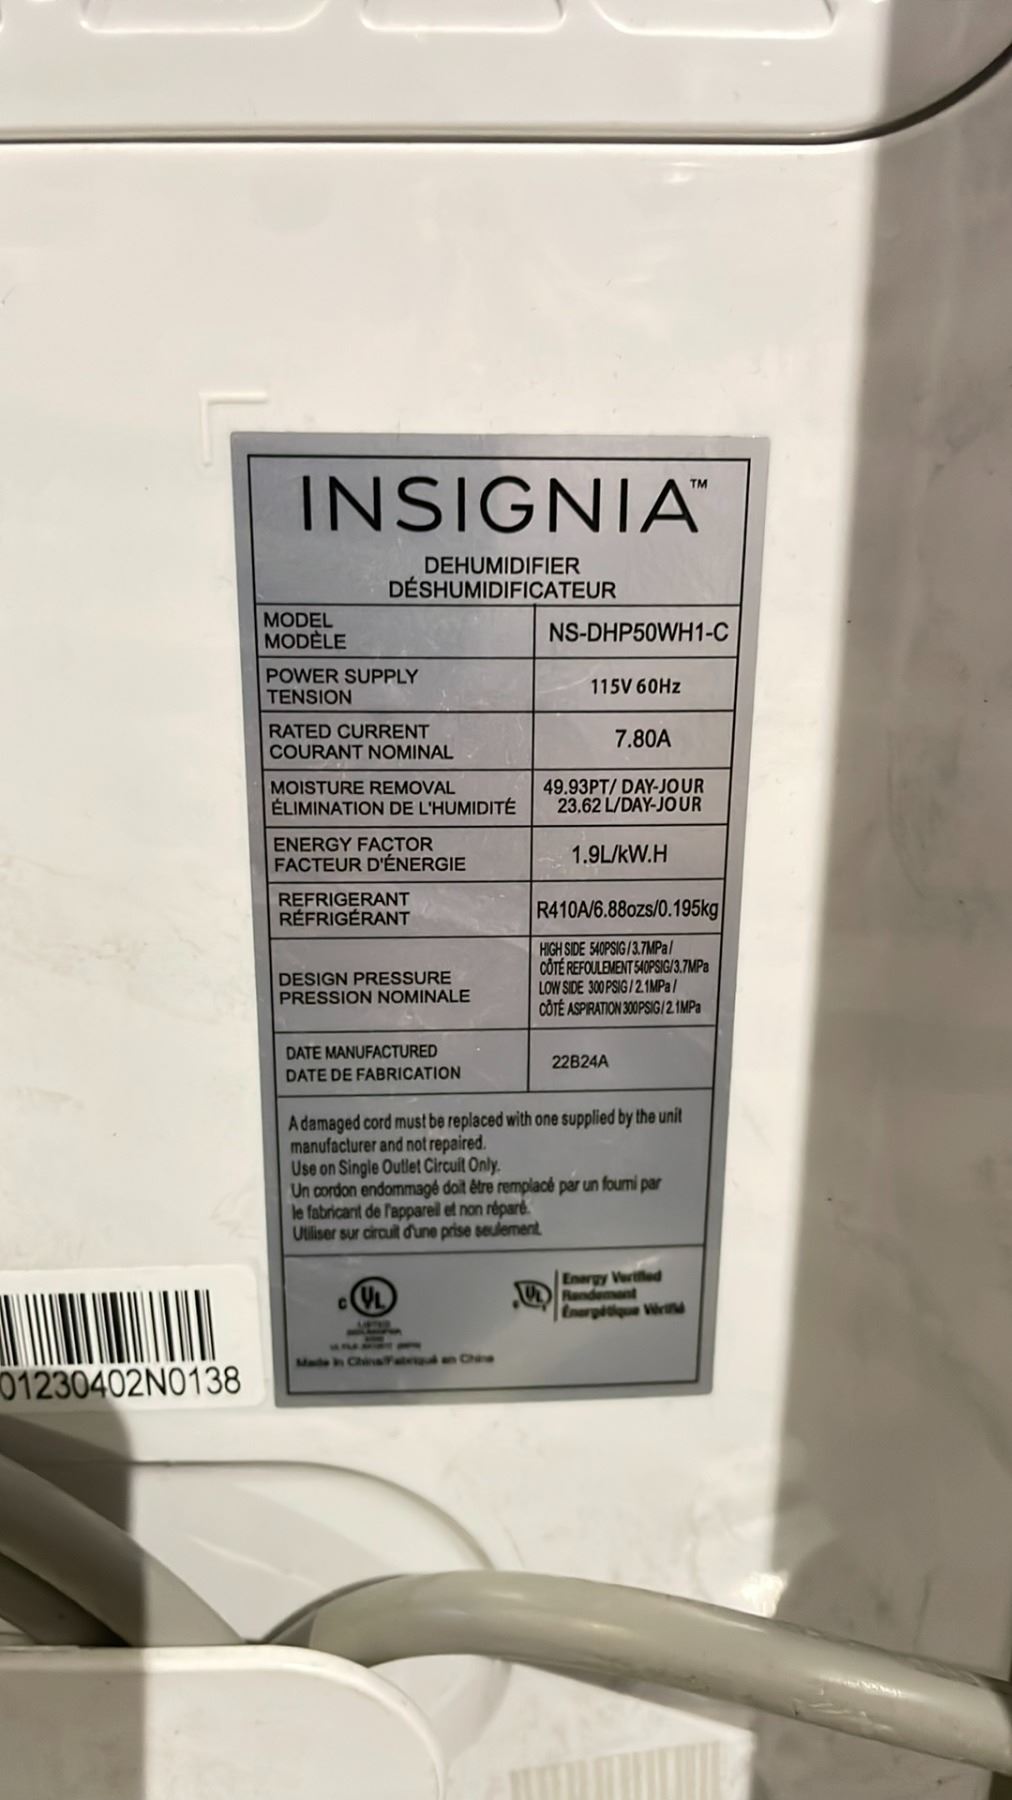 INSIGNIA™
DEHUMIDIFIER
DÉSHUMIDIFICATEUR
MODEL
MODÈLE
NS-DHP50WH1-C
POWER SUPPLY
TENSION
115V 60Hz
RATED CURRENT
COURANT NOMINAL
7.80A
MOISTURE REMOVAL
ÉLIMINATION DE L'HUMIDITÉ
49.93PT/ DAY-JOUR
23.62 L/DAY-JOUR
ENERGY FACTOR
FACTEUR D'ÉNERGIE
1.9L/kW.H
REFRIGERANT
RÉFRIGÉRANT
R410A/6.88ozs/0.195kg
DESIGN PRESSURE
PRESSION NOMINALE
HIGH SIDE 540PSIG/3.7MPa/
CÔTÉ REFOULEMENT 540PSIG/3.7MPa
LOW SIDE 300 PSIG/2.1MPa/
CÔTÉ ASPIRATION 300PSIG/2.1MPa
DATE MANUFACTURED
DATE DE FABRICATION
22B24A
A damaged cord must be replaced with one supplied by the unit
manufacturer and not repaired.
Use on Single Outlet Circuit Only.
Un cordon endommagé doit être remplacé par un fourni par
le fabricant de l'appareil et non réparé.
Utiliser sur circuit d'une prise seulement.
C UL
LISTED
UL
Energy Verified
Rendement
Énergétique Vérifié
Made in China/Fabriqué en Chine
01230402N0138